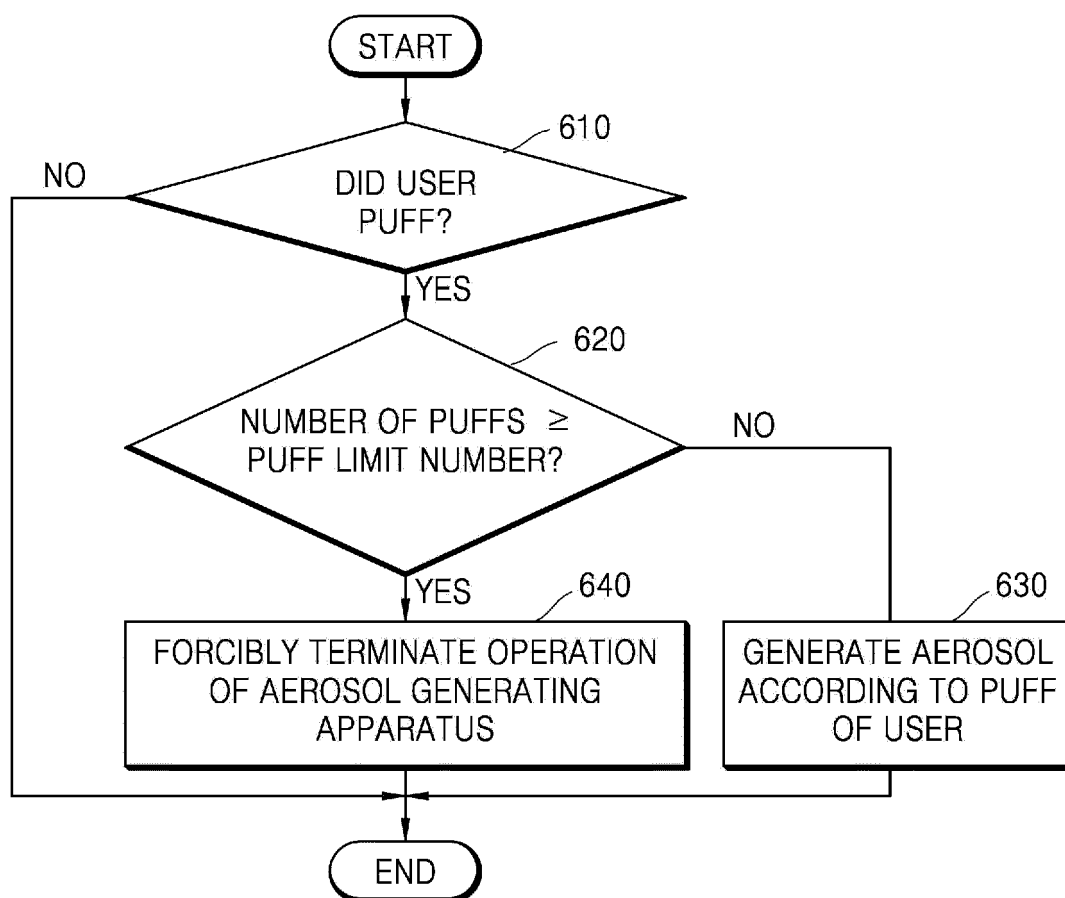 START
610
NO
DID USER
PUFF?
YES
620
NUMBER OF PUFFS ≥
PUFF LIMIT NUMBER?
NO
YES
640
630
FORCIBLY TERMINATE OPERATION
OF AEROSOL GENERATING
APPARATUS
GENERATE AEROSOL
ACCORDING TO PUFF
OF USER
END